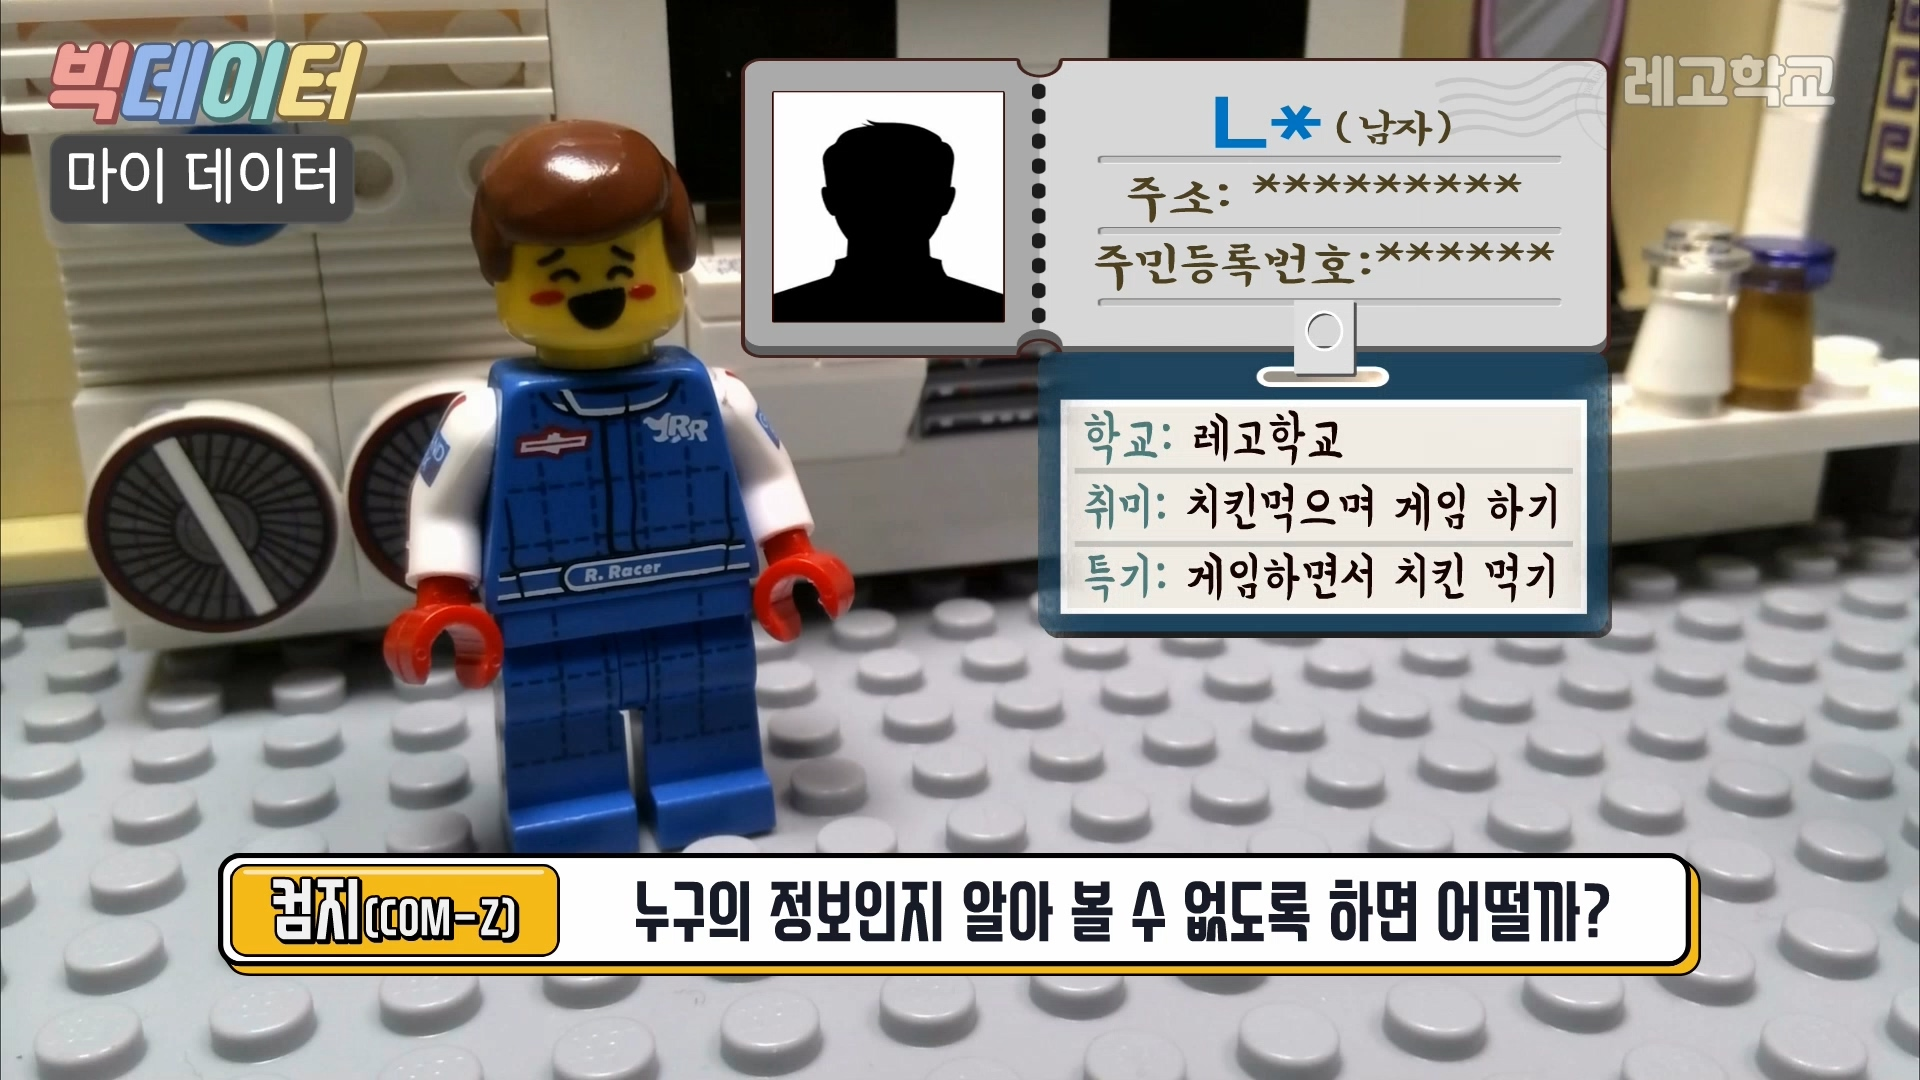 빅데이터
마이 데이터
레고학교
L* (남자)
주소: *********
주민등록번호:******
학교: 레고학교
취미: 치킨먹으며 게임 하기
특기: 게임하면서 치킨 먹기
RR
R. Racer
컴지(COM-Z)
누구의 정보인지 알아 볼 수 없도록 하면 어떨까?